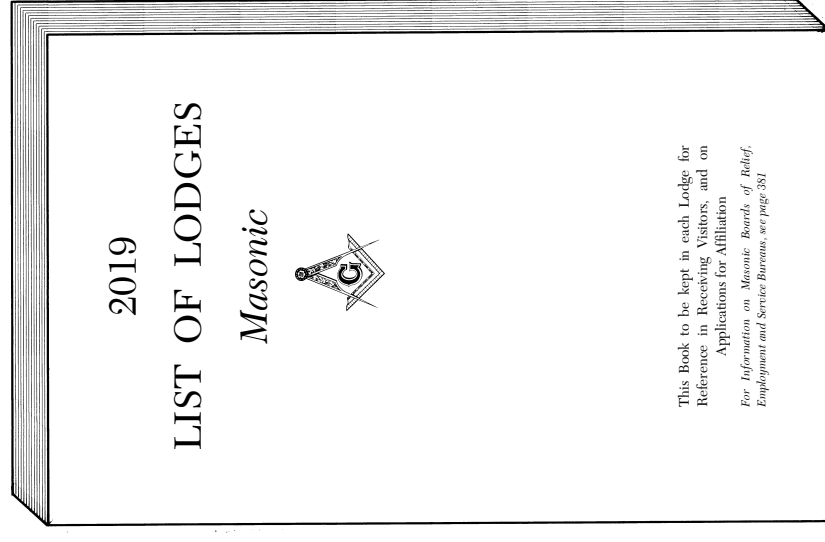 2019
LIST OF LODGES
Masonic
G
This Book to be kept in each Lodge for
Reference in Receiving Visitors, and on
Applications for Affiliation
For Information on Masonic Boards of Relief,
Employment and Service Bureaus, see page 381